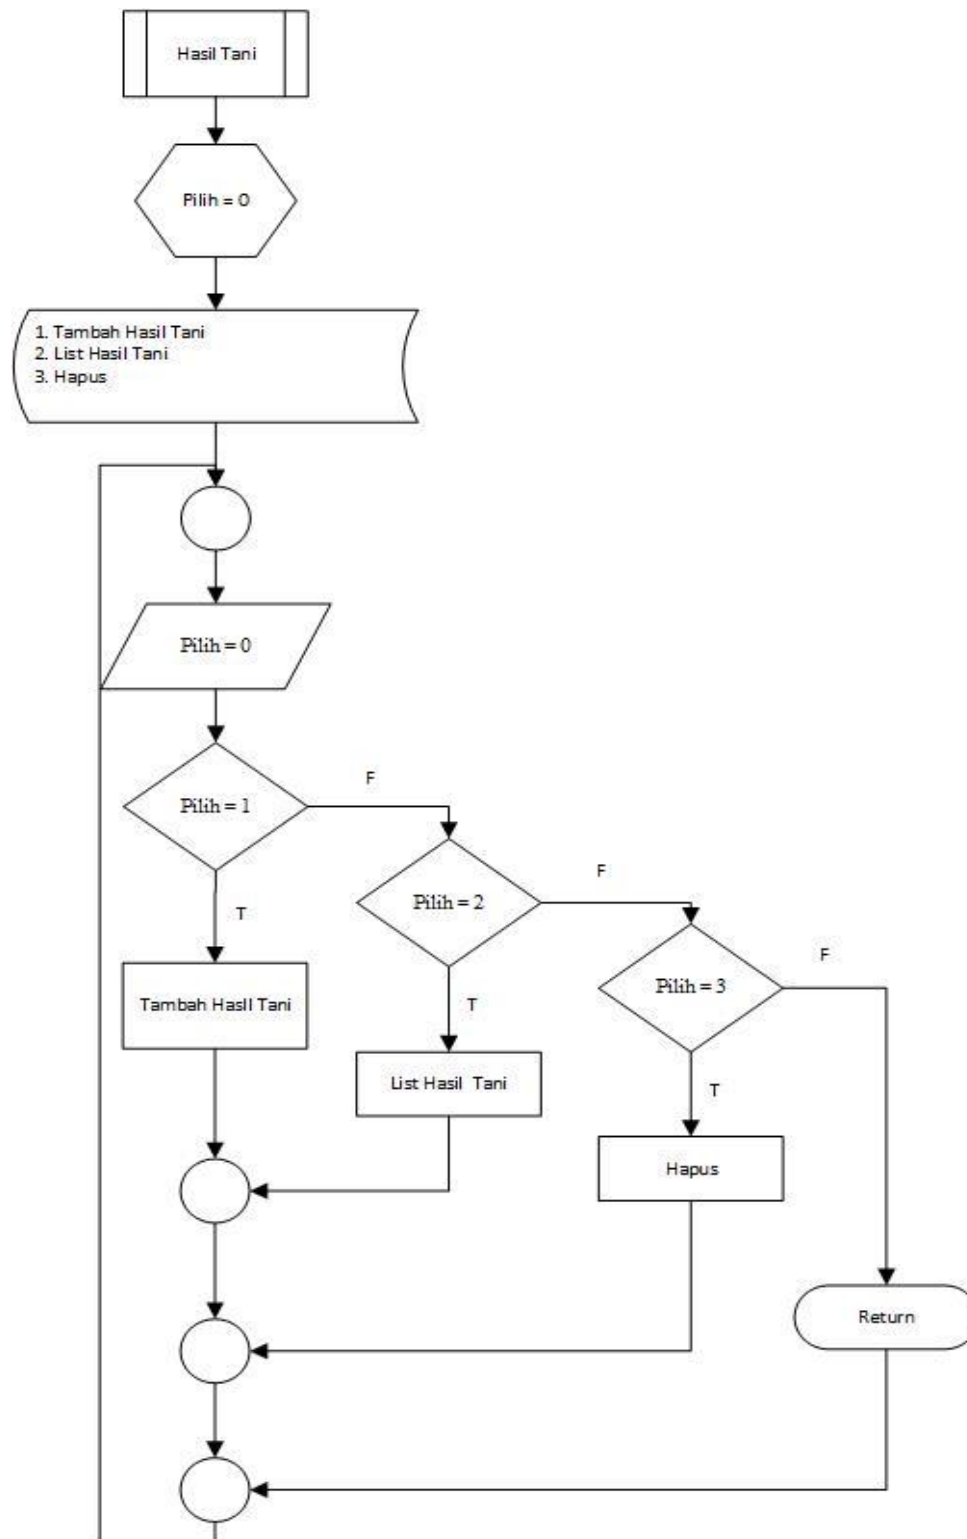 Hasil Tani
Pilih = 0
1. Tambah Hasil Tani
2. List Hasil Tani
3. Hapus
Pilih = 0
Pilih = 1
F
T
Pilih = 2
F
T
Pilih = 3
F
T
Tambah Hasil Tani
List Hasil Tani
Hapus
Return